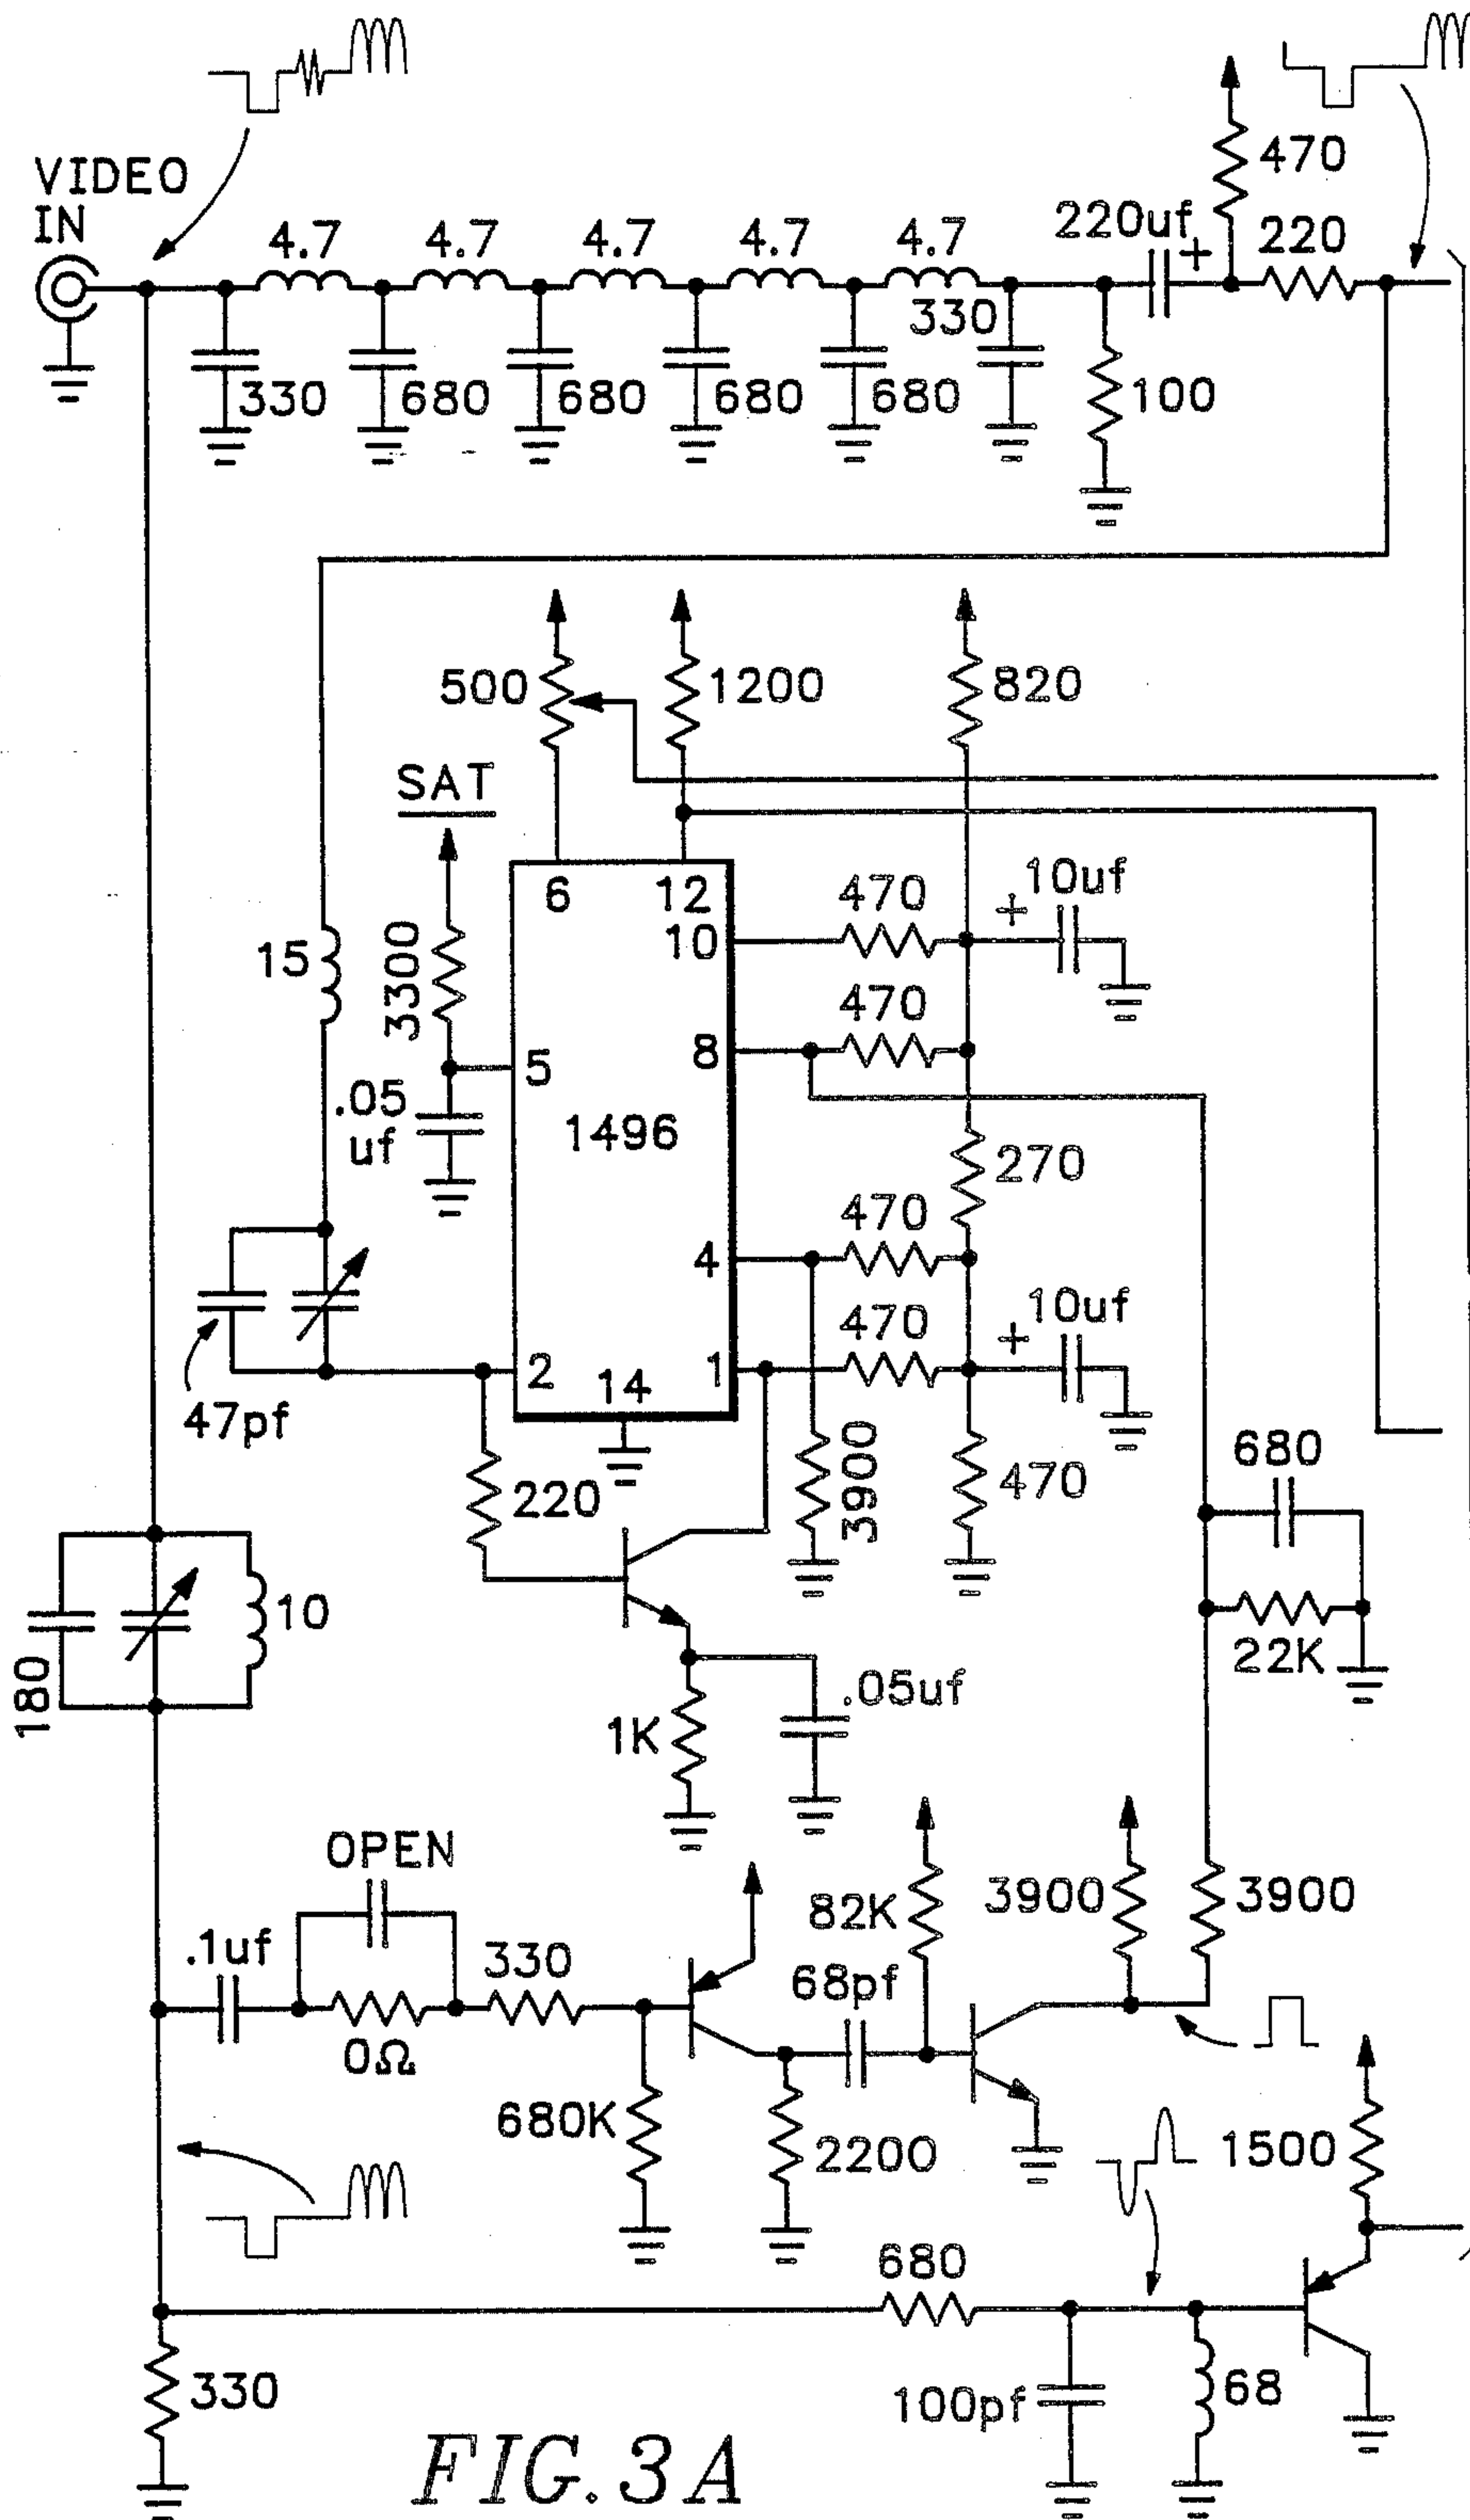 VIDEO
IN
4.7
4.7
4.7
4.7
4.7
220uf
+
470
220
330
330
680
680
680
680
100
500
1200
820
SAT
6
12
10
470
+
10uf
15
3300
5
8
470
.05
uf
1496
270
4
470
47pf
2
14
1
470
+
10uf
220
3900
470
680
22K
180
10
1K
.05uf
OPEN
.1uf
0Ω
330
82K
3900
3900
68pf
680K
2200
1500
680
330
100pf
68
FIG. 3A